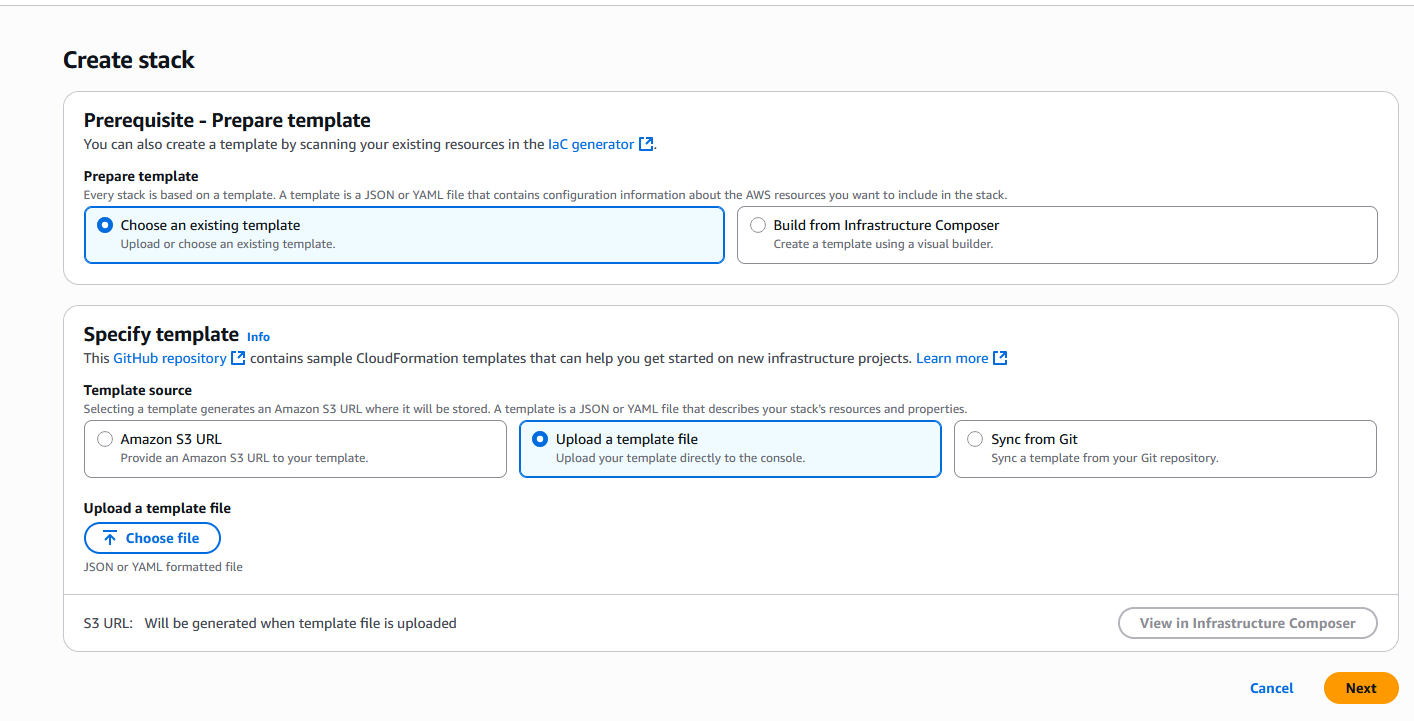 Create stack
Prerequisite - Prepare template
You can also create a template by scanning your existing resources in the IaC generator.
Prepare template
Every stack is based on a template. A template is a JSON or YAML file that contains configuration information about the AWS resources you want to include in the stack.
Choose an existing template
Upload or choose an existing template.
Build from Infrastructure Composer
Create a template using a visual builder.
Specify template Info
This GitHub repository contains sample CloudFormation templates that can help you get started on new infrastructure projects. Learn more
Template source
Selecting a template generates an Amazon S3 URL where it will be stored. A template is a JSON or YAML file that describes your stack's resources and properties.
Amazon S3 URL
Provide an Amazon S3 URL to your template.
Upload a template file
Upload your template directly to the console.
Sync from Git
Sync a template from your Git repository.
Upload a template file
Choose file
JSON or YAML formatted file
S3 URL: Will be generated when template file is uploaded
View in Infrastructure Composer
Cancel
Next